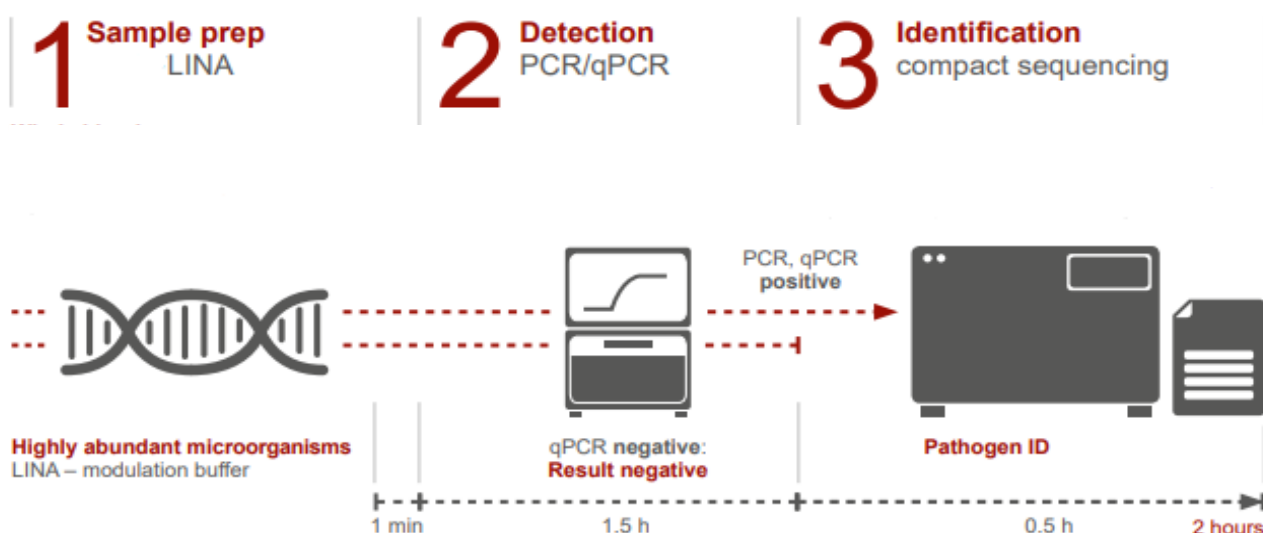 1 Sample prep
LINA
2 Detection
PCR/qPCR
3 Identification
compact sequencing
PCR, qPCR
positive
Highly abundant microorganisms
LINA – modulation buffer
qPCR negative:
Result negative
Pathogen ID
1 min
1.5 h
0.5 h
2 hours